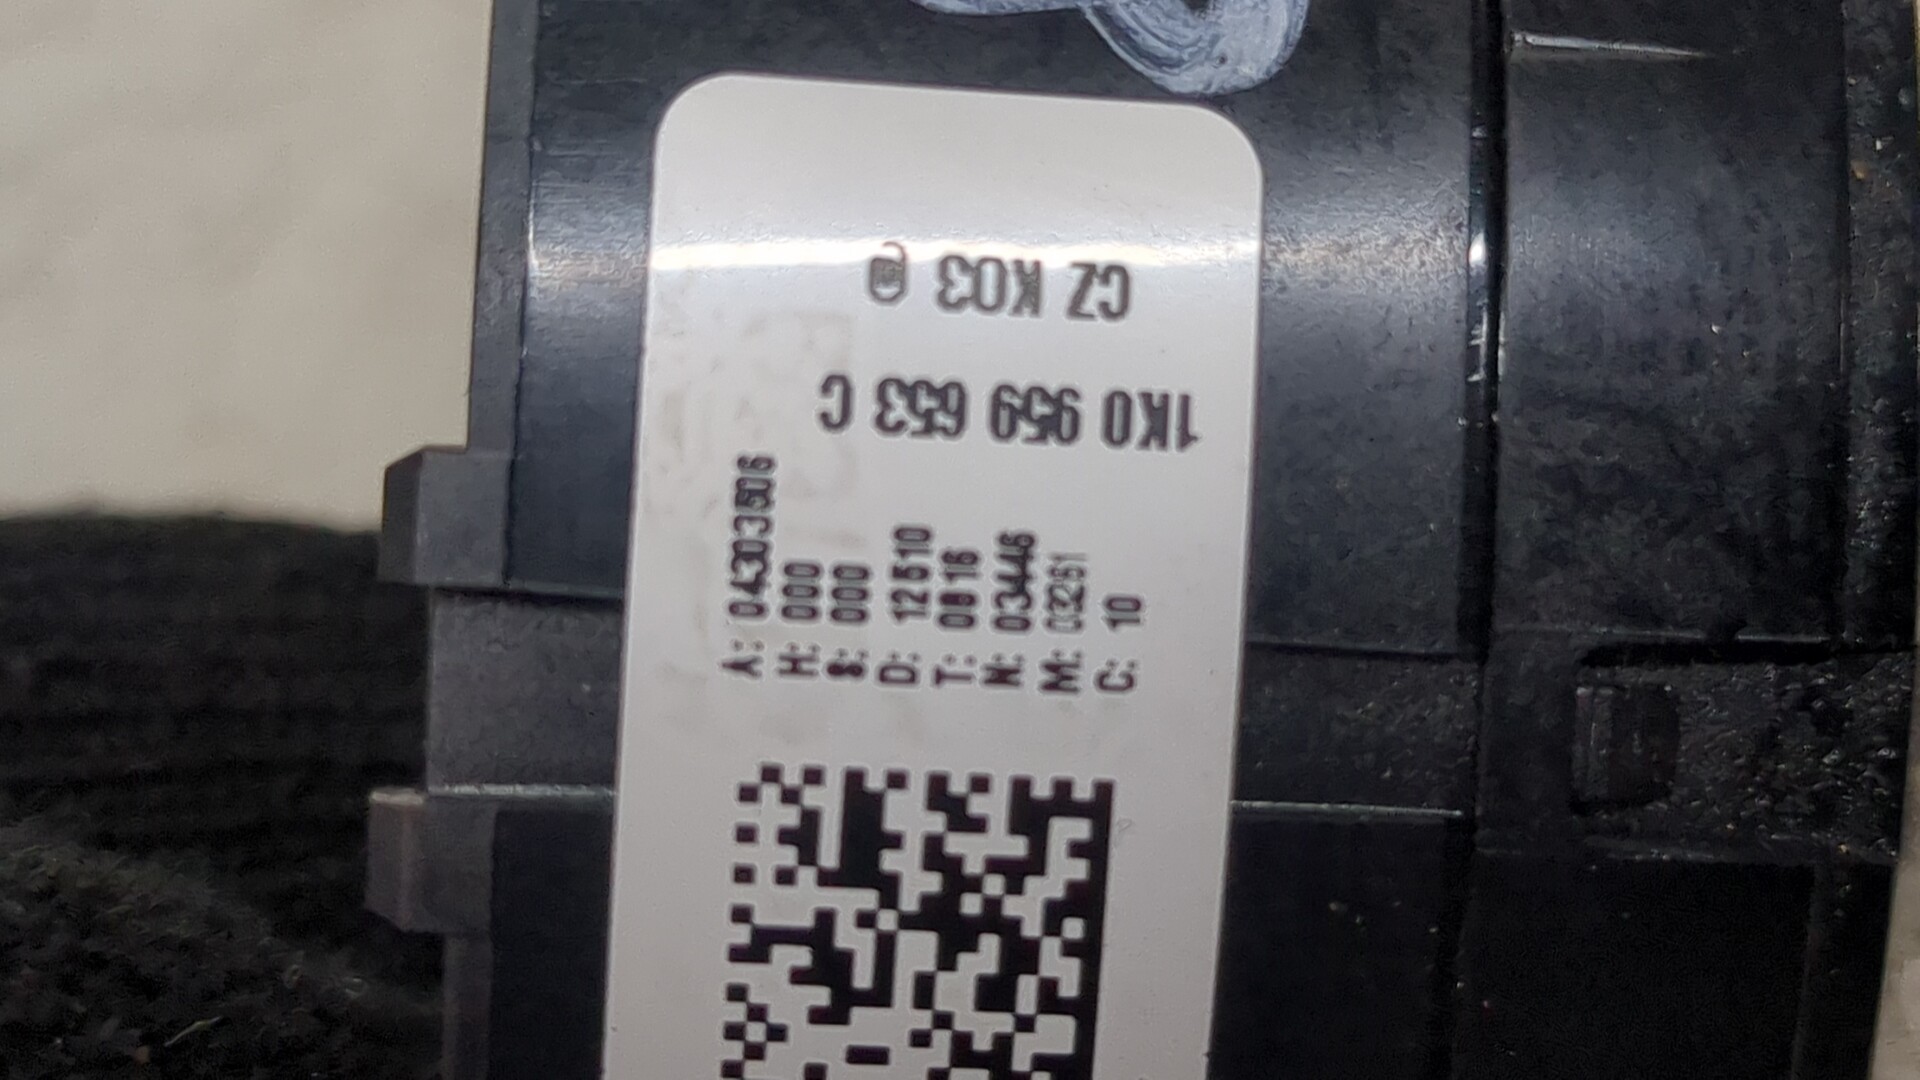 1K0 959 653 C
CZ K03
A: 04303506
H: 000
S: 000
D: 12510
T: 0816
N: 03446
M: 03261
C: 10